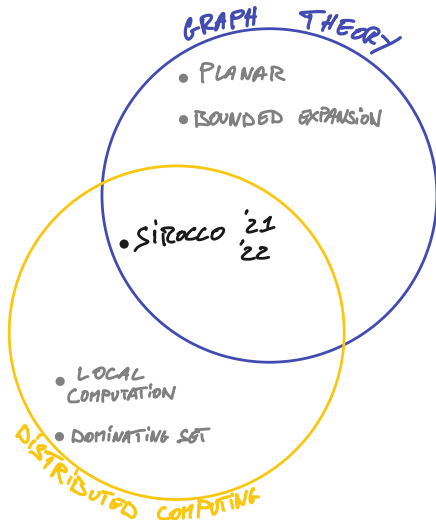 GRAPH THEORY
• PLANAR
• BOUNDED EXPANSION
• SIROCCO '21
'22
• LOCAL
COMPUTATION
• DOMINATING SET
DISTRIBUTED COMPUTING